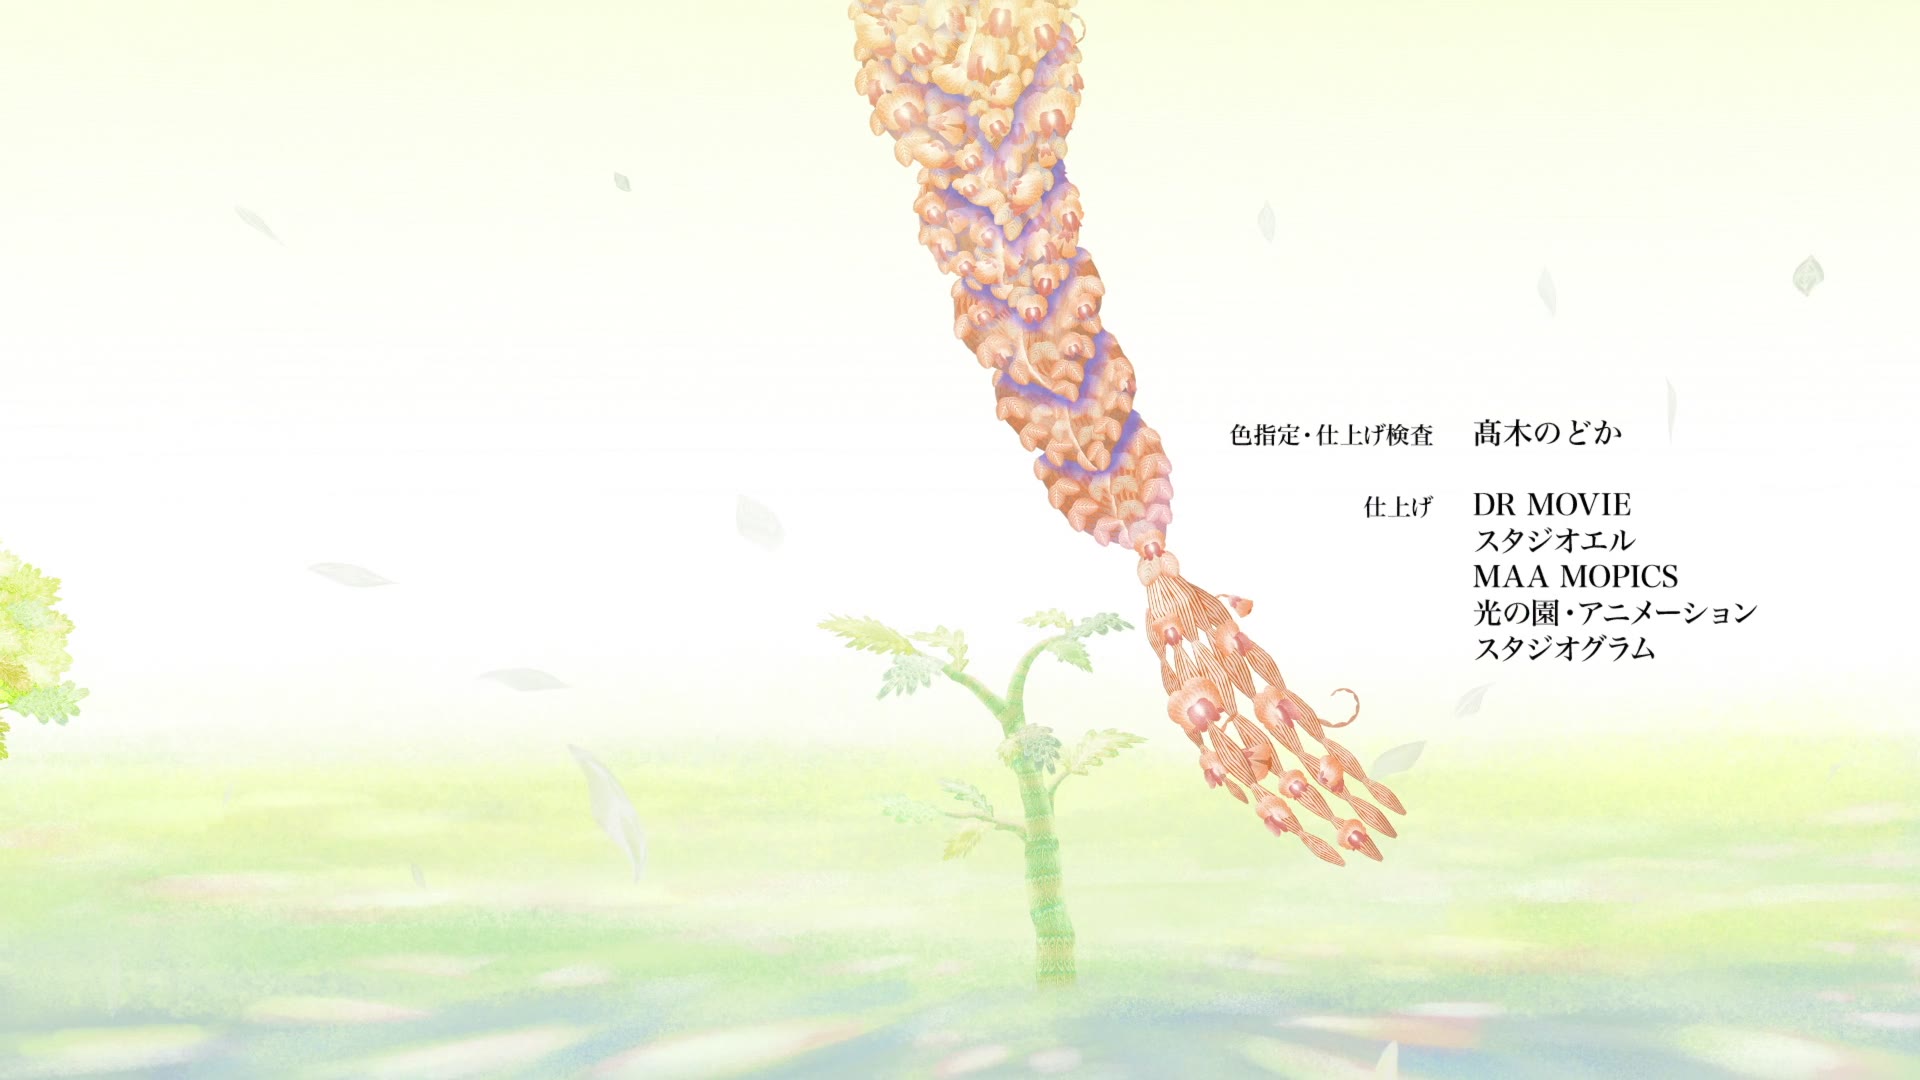 色指定・仕上げ検査 髙木のどか
仕上げ DR MOVIE
スタジオエル
MAA MOPICS
光の園・アニメーション
スタジオグラム